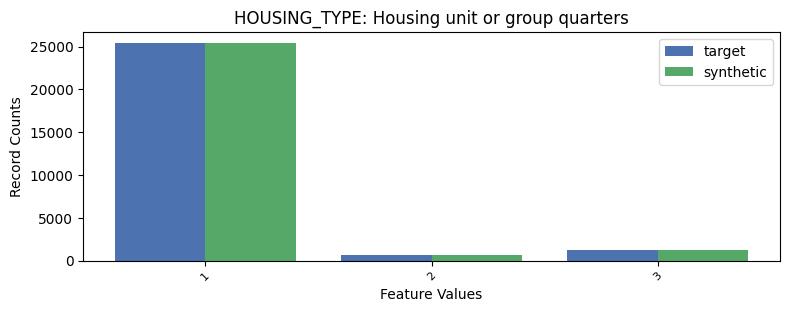 HOUSING_TYPE: Housing unit or group quarters
target
synthetic
Record Counts
25000
20000
15000
10000
5000
0
1
2
3
Feature Values